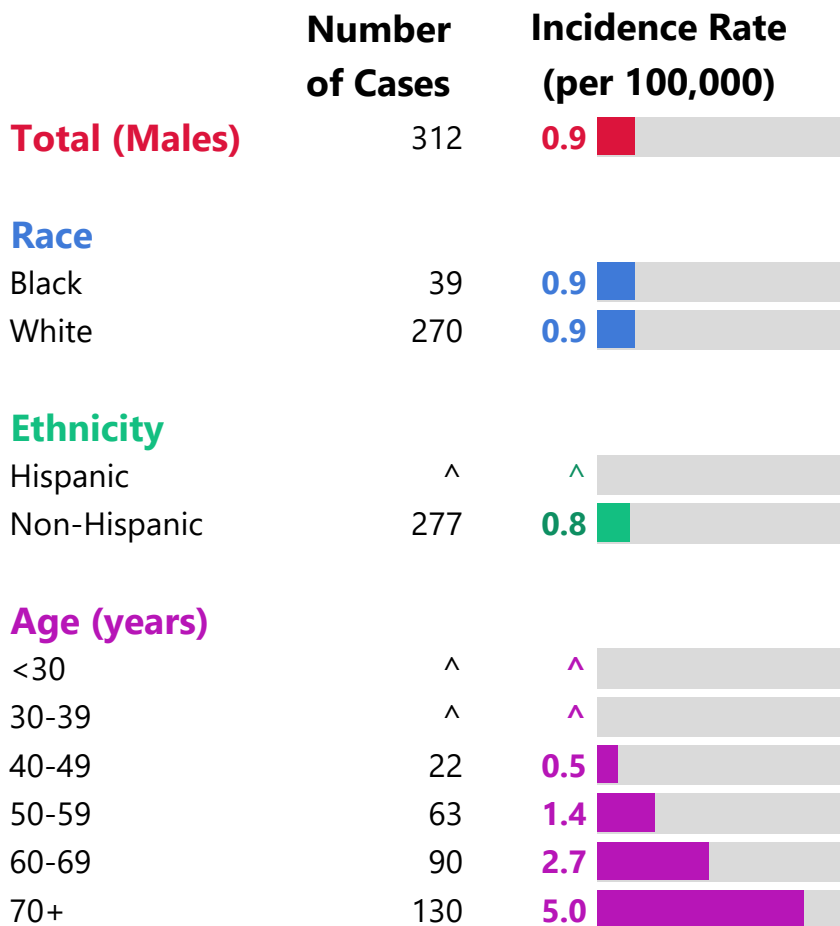 Number of Cases Incidence Rate (per 100,000)
Total (Males) 312 0.9
Race
Black 39 0.9
White 270 0.9
Ethnicity
Hispanic ^ ^
Non-Hispanic 277 0.8
Age (years)
<30 ^ ^
30-39 ^ ^
40-49 22 0.5
50-59 63 1.4
60-69 90 2.7
70+ 130 5.0